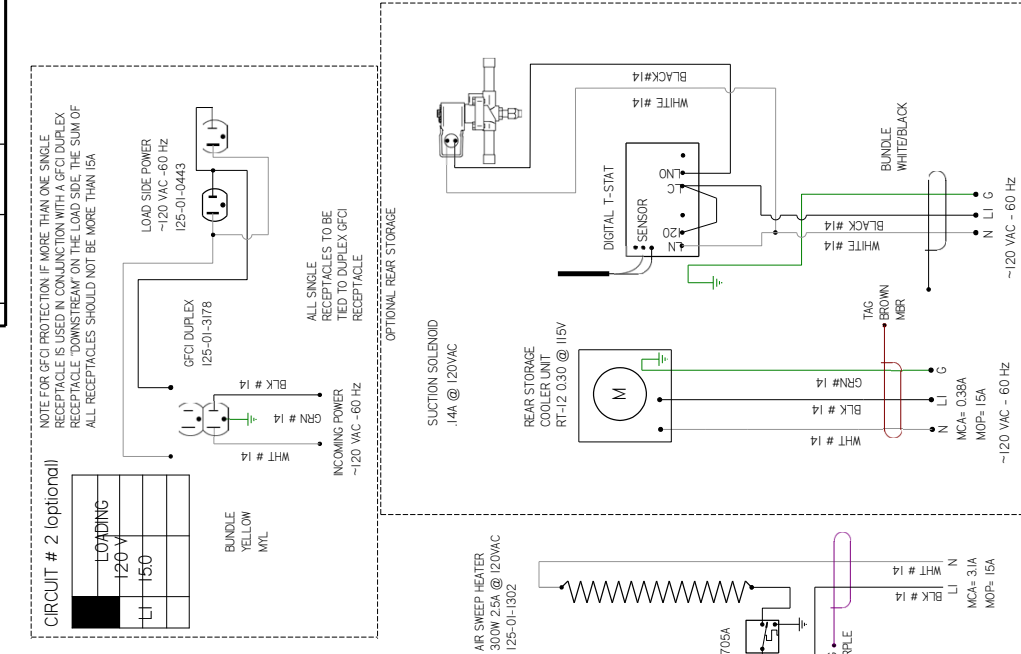 NOTE FOR GFCI PROTECTION IF MORE THAN ONE SINGLE
RECEPTACLE IS USED IN CONJUNCTION WITH A GFCI DUPLEX
RECEPTACLE "DOWNSTREAM" ON THE LOAD SIDE, THE SUM OF
ALL RECEPTACLES SHOULD NOT BE MORE THAN 15A
CIRCUIT # 2 (optional)
LOADING
120 V
L1 15.0
BUNDLE
YELLOW
MYL
LOAD SIDE POWER
~120 VAC -60 Hz
125-01-0443
GFCI DUPLEX
125-01-3178
ALL SINGLE
RECEPTACLES TO BE
TIED TO DUPLEX GFCI
RECEPTACLE
WHT # 14
GRN # 14
BLK # 14
INCOMING POWER
~120 VAC -60 Hz
OPTIONAL REAR STORAGE
SUCTION SOLENOID
.14A @ 120VAC
BLACK#14
WHITE #14
DIGITAL T-STAT
SENSOR
LN
120
LC
LNO
BUNDLE
WHITE/BLACK
WHITE #14
BLACK #14
N L1 G
~120 VAC - 60 Hz
REAR STORAGE
COOLER UNIT
RT-12 0.30 @ 115V
M
TAG
BROWN
MBR
WHT # 14
BLK # 14
GRN# 14
N L1 G
MCA= 0.38A
MOP= 15A
~120 VAC - 60 Hz
AIR SWEEP HEATER
300W 2.5A @ 120VAC
125-01-1302
705A
RPLE
BLK # 14
WHT # 14
L1 N
MCA= 3.1A
MOP= 15A